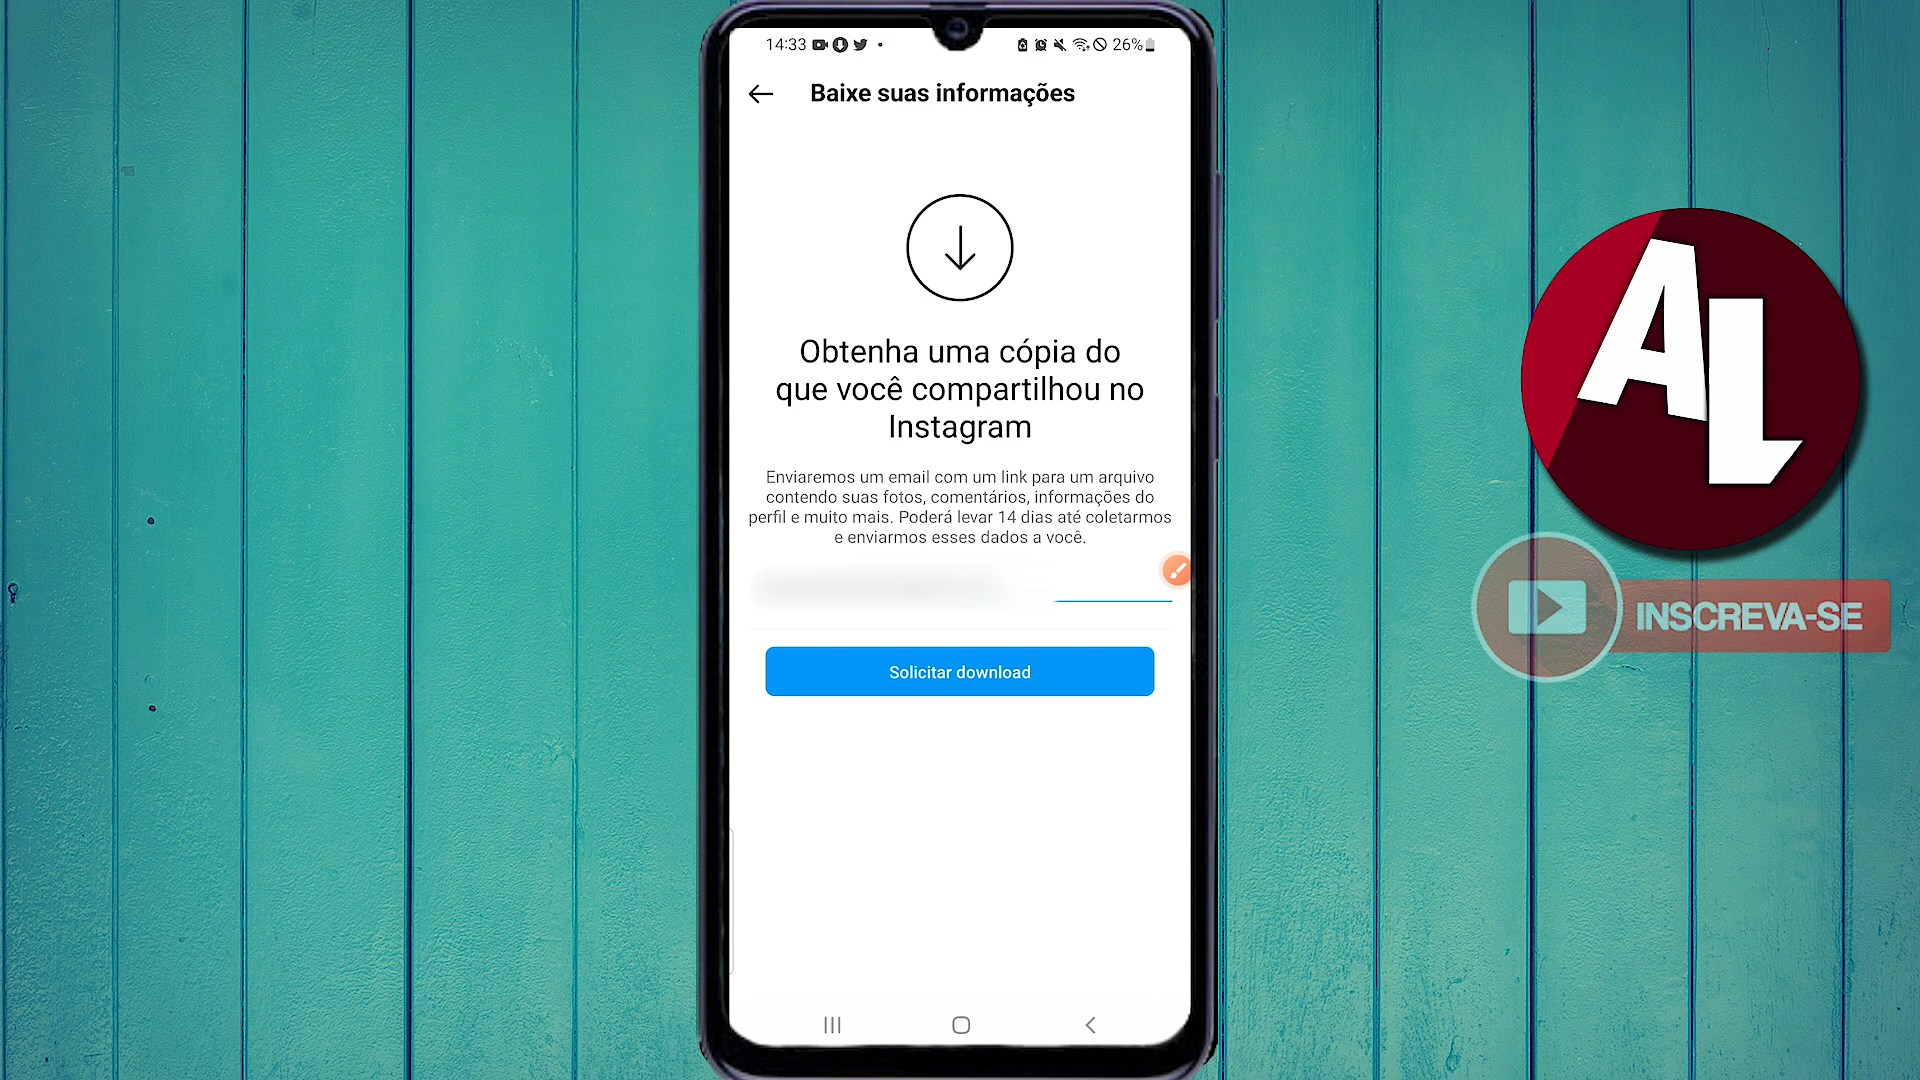 14:33
26%
Baixe suas informações
Obtenha uma cópia do
que você compartilhou no
Instagram
Enviaremos um email com um link para um arquivo
contendo suas fotos, comentários, informações do
perfil e muito mais. Poderá levar 14 dias até coletarmos
e enviarmos esses dados a você.
Solicitar download
AL
INSCREVA-SE